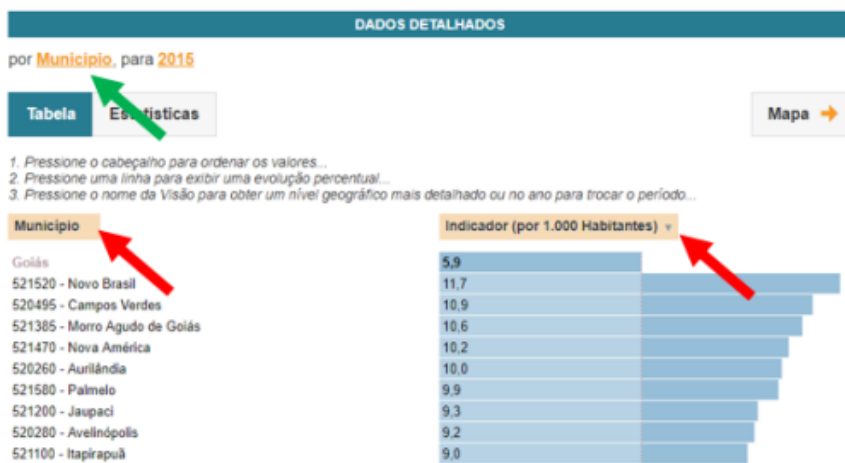 DADOS DETALHADOS
por Município, para 2015
Tabela Estatísticas Mapa
1. Pressione o cabeçalho para ordenar os valores...
2. Pressione uma linha para exibir uma evolução percentual...
3. Pressione o nome da Visão para obter um nível geográfico mais detalhado ou no ano para trocar o período...
Município Indicador (por 1.000 Habitantes)
Goiás 5,9
521520 - Novo Brasil 11,7
520495 - Campos Verdes 10,9
521385 - Morro Agudo de Goiás 10,6
521470 - Nova América 10,2
520260 - Aurilândia 10,0
521580 - Palmelo 9,9
521200 - Jaupaci 9,3
520280 - Avelinópolis 9,2
521100 - Itapirapuã 9,0